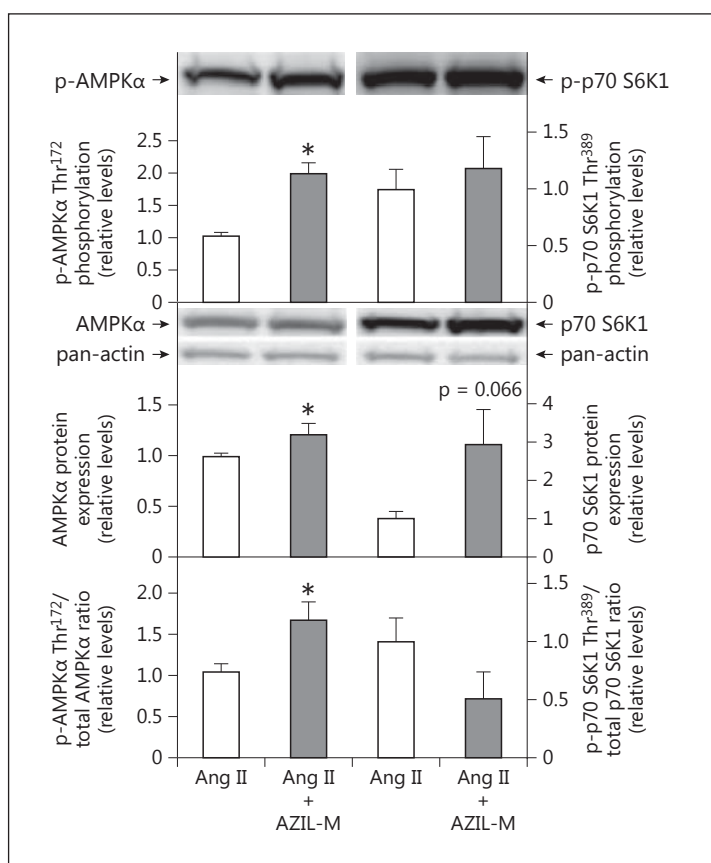 p-AMPKα → ← p-p70 S6K1
p-AMPKα Thr¹⁷²
phosphorylation
(relative levels)
2.5
2.0
1.5
1.0
0.5
0
*
1.5
1.0
0.5
0
p-p70 S6K1 Thr³⁸⁹
phosphorylation
(relative levels)
AMPKα → ← p70 S6K1
pan-actin → ← pan-actin
AMPKα protein
expression
(relative levels)
1.5
1.0
0.5
0
*
p = 0.066
4
3
2
1
0
p70 S6K1 protein
expression
(relative levels)
p-AMPKα Thr¹⁷²/
total AMPKα ratio
(relative levels)
2.0
1.5
1.0
0.5
0
*
1.5
1.0
0.5
0
p-p70 S6K1 Thr³⁸⁹/
total p70 S6K1 ratio
(relative levels)
Ang II
Ang II
+
AZIL-M
Ang II
Ang II
+
AZIL-M